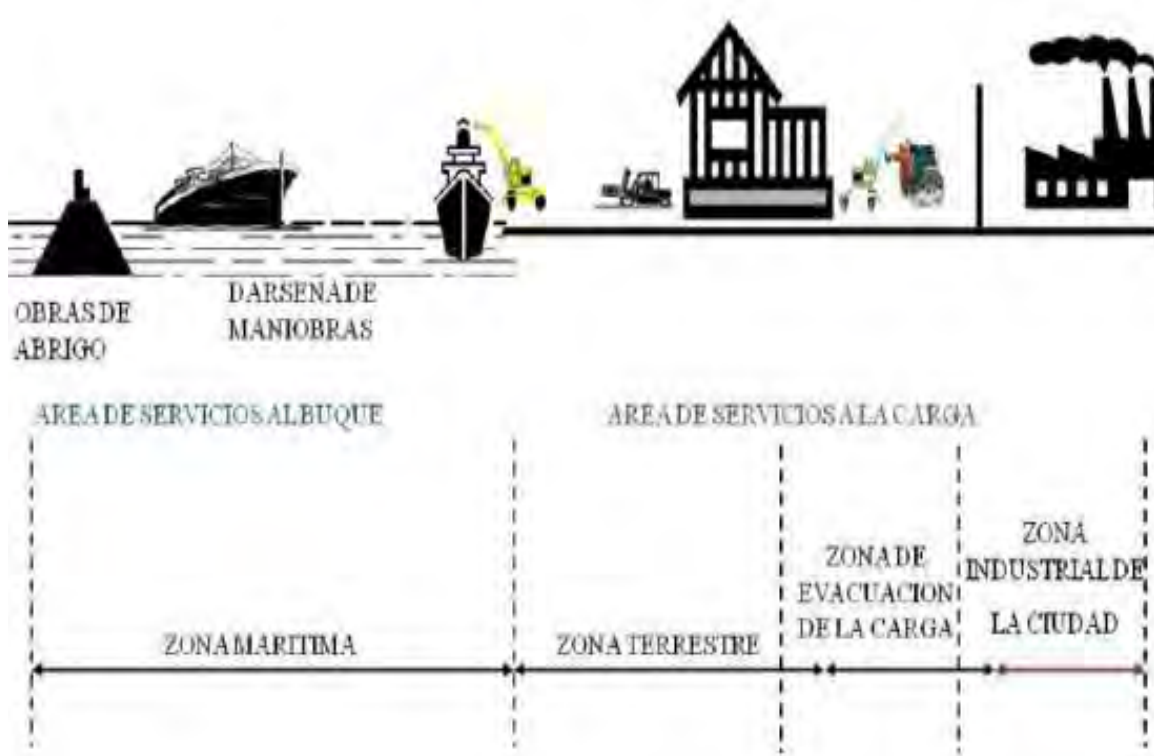 OBRAS DE
ABRIGO
DARSENA DE
MANIOBRAS
AREA DE SERVICIOS AL BUQUE
AREA DE SERVICIOS A LA CARGA
ZONA MARITIMA
ZONA TERRESTRE
ZONA DE
EVACUACION
DE LA CARGA
ZONA
INDUSTRIAL DE
LA CIUDAD